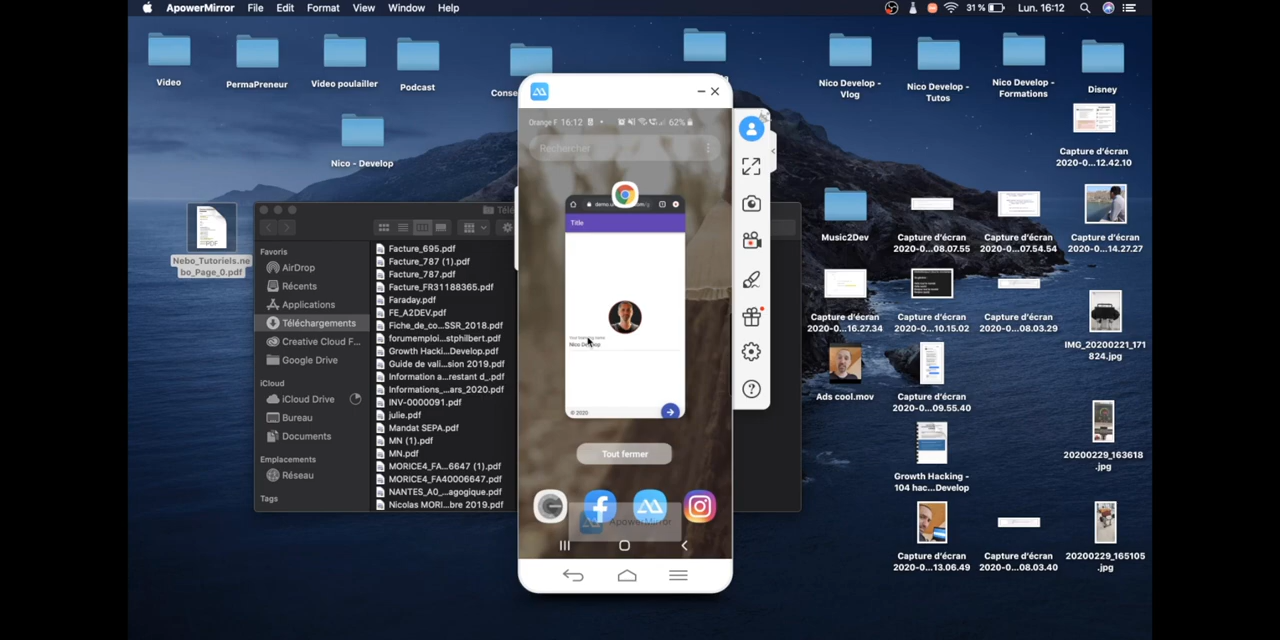 ApowerMirror File Edit Format View Window Help
31 % Lun. 16:12
Video
PermaPreneur
Video poulailler
Podcast
Conse
Nico Develop - Vlog
Nico Develop - Tutos
Nico Develop - Formations
Disney
Nico - Develop
Capture d'écran
2020-0...12.42.10
Nebo_Tutoriels.ne
bo_Page_0.pdf
Music2Dev
Capture d'écran
2020-0...08.07.55
Capture d'écran
2020-0...07.54.54
Capture d'écran
2020-0...14.27.27
Capture d'écran
2020-0...16.27.34
Capture d'écran
2020-0...10.15.02
Capture d'écran
2020-0...08.03.29
IMG_20200221_171
824.jpg
Ads cool.mov
Capture d'écran
2020-0...09.55.40
20200229_163618
.jpg
Growth Hacking -
104 hac...Develop
Capture d'écran
2020-0...13.06.49
Capture d'écran
2020-0...08.03.40
20200229_165105
.jpg
Favoris
AirDrop
Récents
Applications
Téléchargements
Creative Cloud F...
Google Drive
iCloud
iCloud Drive
Bureau
Documents
Emplacements
Réseau
Tags
Télé
Facture_695.pdf
Facture_787 (1).pdf
Facture_787.pdf
Facture_FR31188365.pdf
Faraday.pdf
FE_A2DEV.pdf
Fiche_de_co...SSR_2018.pdf
forumemploi...stphilbert.pdf
Growth Hacki...Develop.pdf
Guide de vali...sion 2019.pdf
Information a...restant d_.pdf
Informations_...ars_2020.pdf
INV-0000091.pdf
julie.pdf
Mandat SEPA.pdf
MN (1).pdf
MN.pdf
MORICE4_FA...6647 (1).pdf
MORICE4_FA40006647.pdf
NANTES_A0_...agogique.pdf
Nicolas MORI...bre 2019.pdf
Orange F 16:12
62%
Rechercher
Title
Nico Develop
© 2020
Tout fermer
ApowerMirror